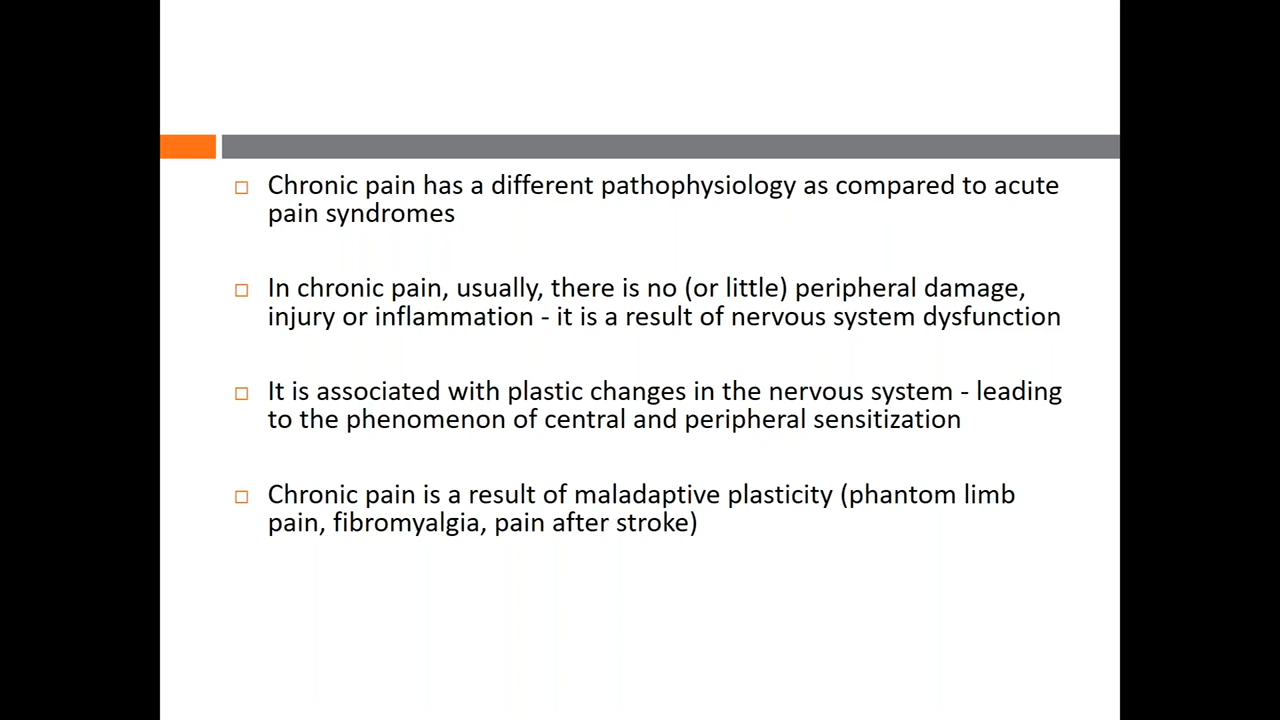 Chronic pain has a different pathophysiology as compared to acute
pain syndromes
In chronic pain, usually, there is no (or little) peripheral damage,
injury or inflammation - it is a result of nervous system dysfunction
It is associated with plastic changes in the nervous system - leading
to the phenomenon of central and peripheral sensitization
Chronic pain is a result of maladaptive plasticity (phantom limb
pain, fibromyalgia, pain after stroke)